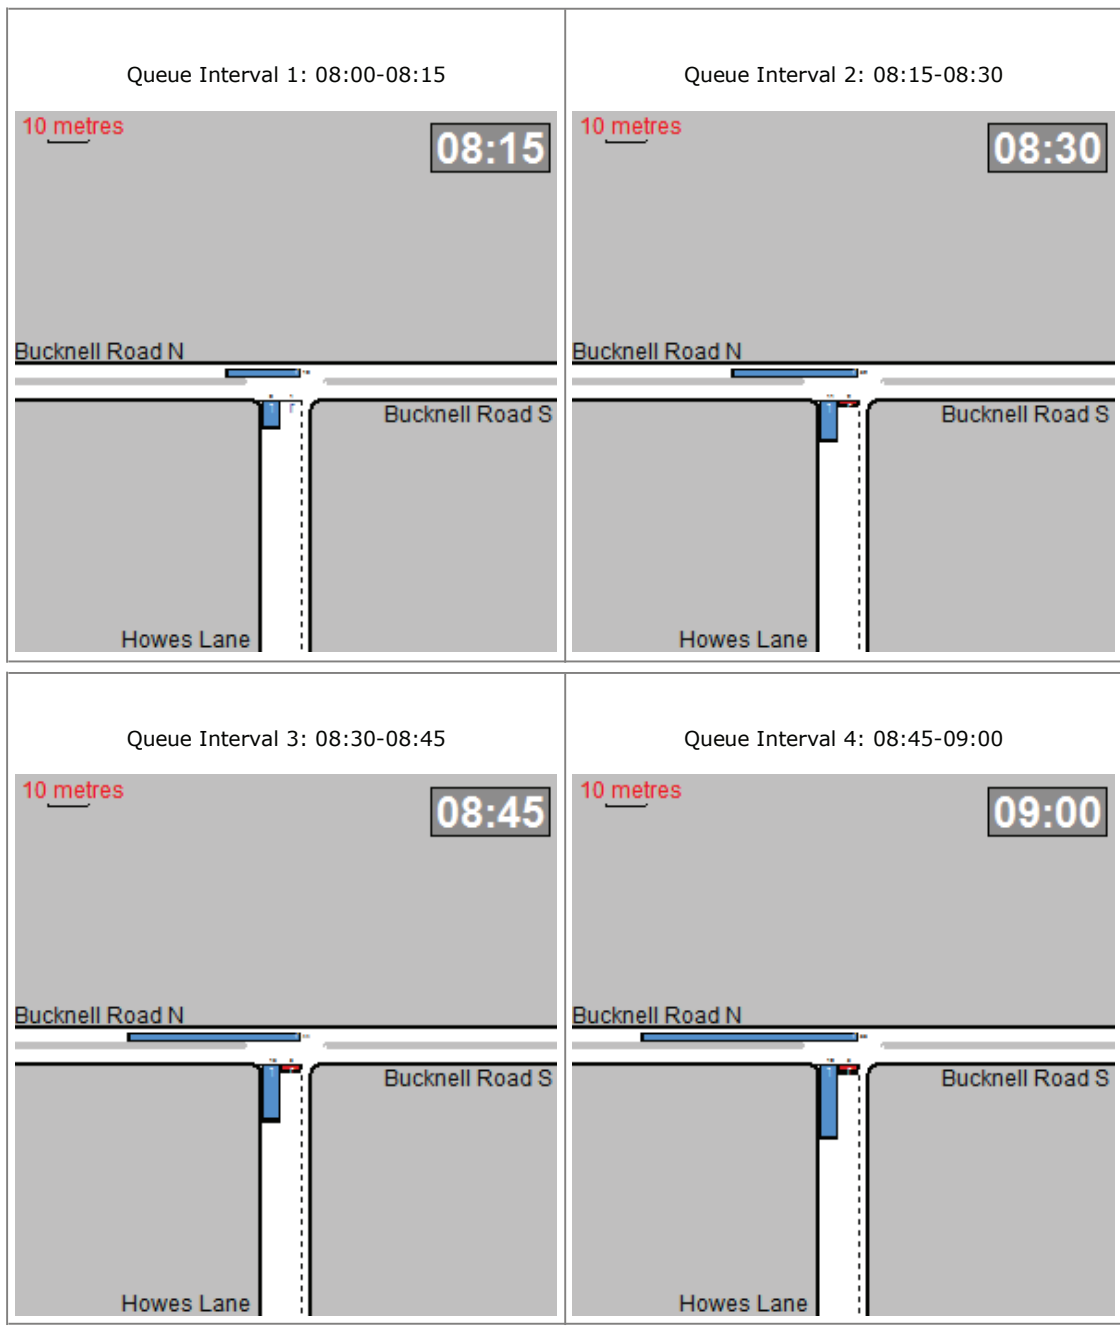 Queue Interval 1: 08:00-08:15
10 metres
08:15
Bucknell Road N
Bucknell Road S
Howes Lane
Queue Interval 2: 08:15-08:30
10 metres
08:30
Bucknell Road N
Bucknell Road S
Howes Lane
Queue Interval 3: 08:30-08:45
10 metres
08:45
Bucknell Road N
Bucknell Road S
Howes Lane
Queue Interval 4: 08:45-09:00
10 metres
09:00
Bucknell Road N
Bucknell Road S
Howes Lane